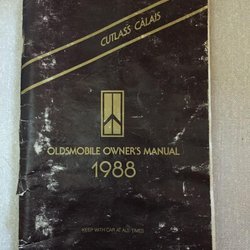 CUTLASS CALAIS
OLDSMOBILE OWNER'S MANUAL
1988
KEEP WITH CAR AT ALL TIMES